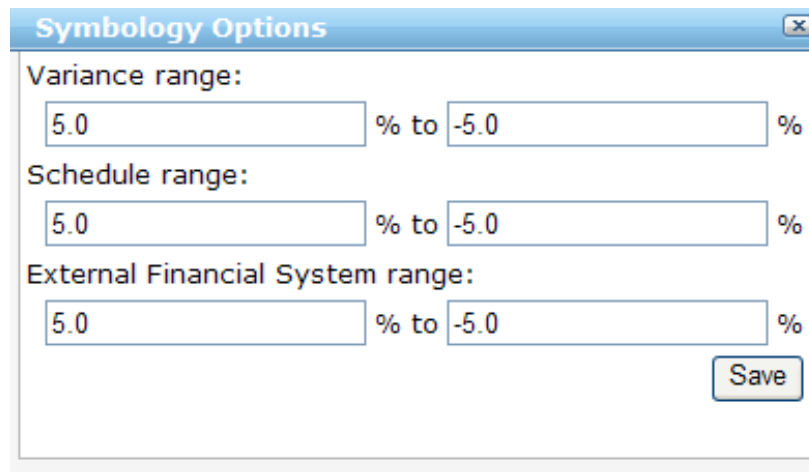 Symbology Options
Variance range:
5.0 % to -5.0 %
Schedule range:
5.0 % to -5.0 %
External Financial System range:
5.0 % to -5.0 %
Save